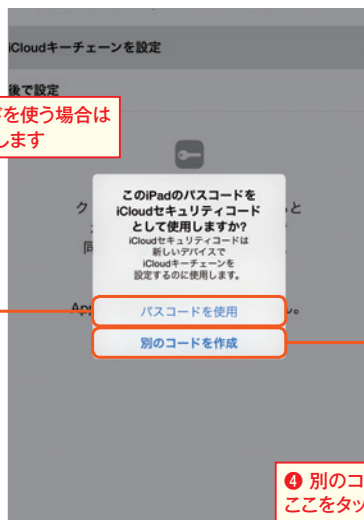 iCloudキーチェーンを設定
後で設定
ドを使う場合は
します
このiPadのパスコードを
iCloudセキュリティコード
として使用しますか?
iCloudセキュリティコードは
新しいデバイスで
iCloudキーチェーンを
設定するのに使用します。
ク
と
同
App
パスコードを使用
ん。
別のコードを作成
❹ 別のコ
ここをタッ